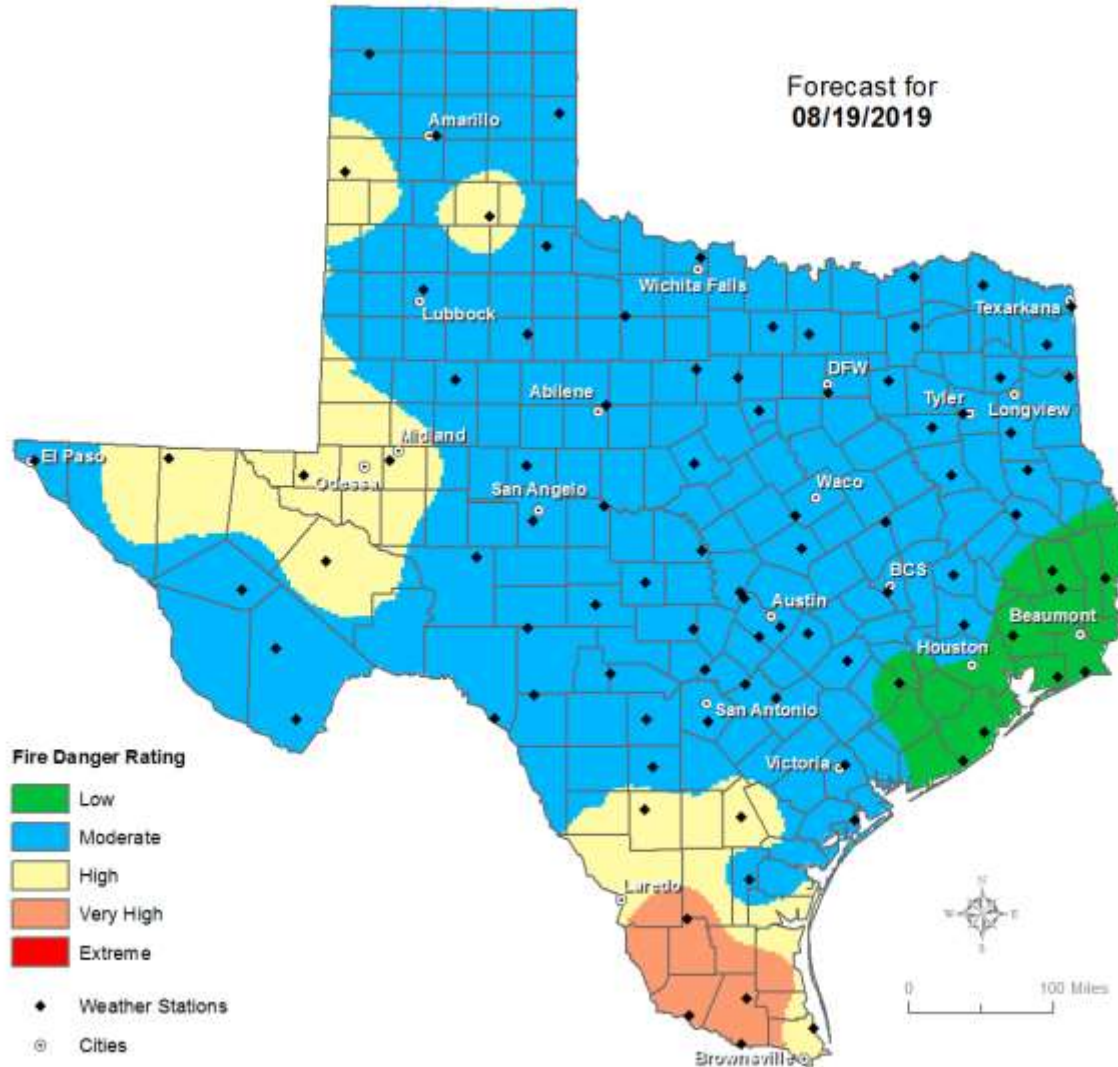 Forecast for
08/19/2019
Amarillo
Wichita Falls
Texarkana
Lubbock
DFW
Abilene
Tyler
Longview
Midland
El Paso
Odessa
San Angelo
Waco
BCS
Austin
Beaumont
Houston
San Antonio
Victoria
Laredo
Brownsville
Fire Danger Rating
Low
Moderate
High
Very High
Extreme
Weather Stations
Cities
N
W E
S
0 100 Miles